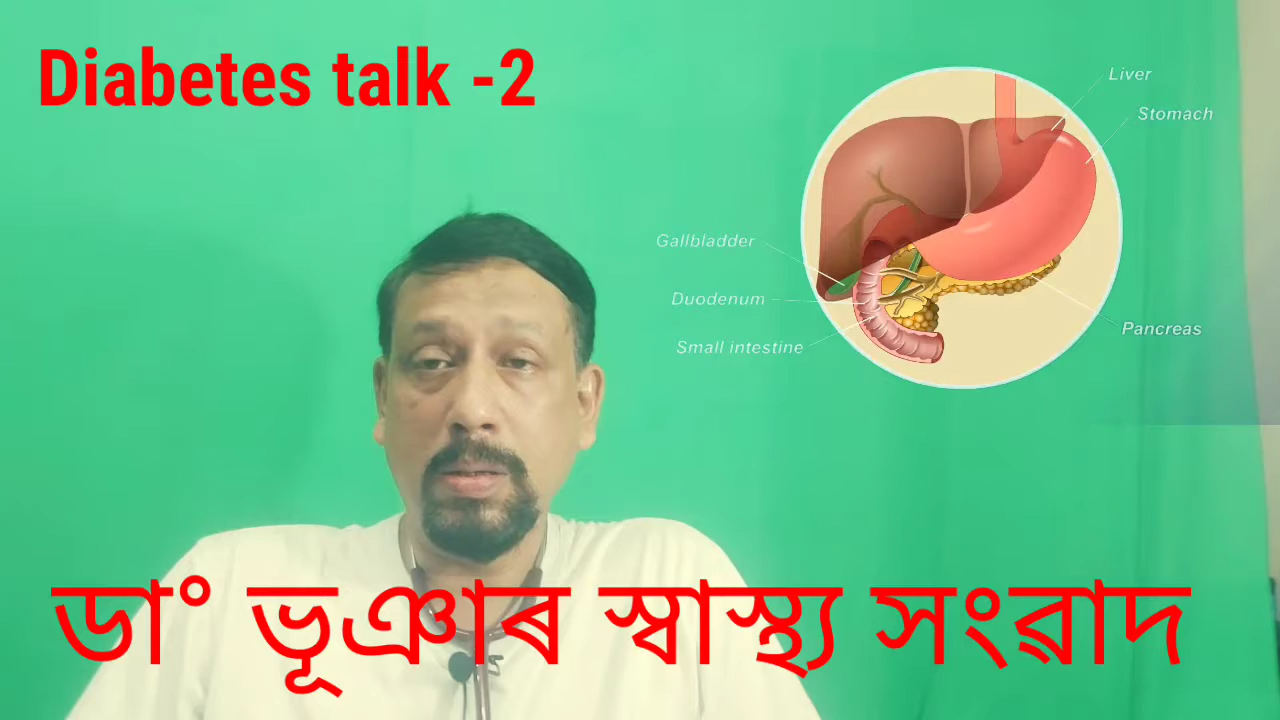 Diabetes talk -2
Liver
Stomach
Gallbladder
Duodenum
Small intestine
Pancreas
ডা° ভূঞাৰ স্বাস্থ্য সংৱাদ